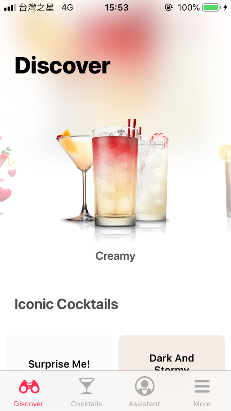 台灣之星 4G 15:53 100%
Discover
Creamy
Iconic Cocktails
Surprise Me!
Dark And
Stormy
Discover Cocktails Assistant More